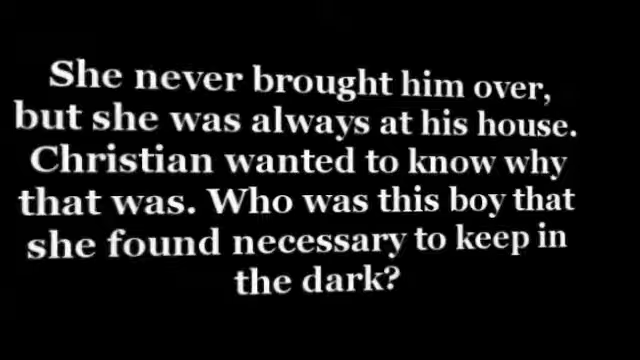 She never brought him over,
but she was always at his house.
Christian wanted to know why
that was. Who was this boy that
she found necessary to keep in
the dark?